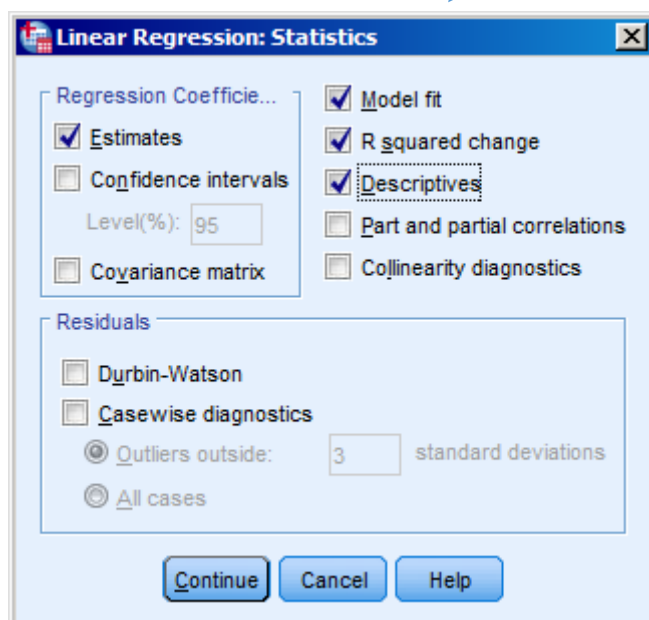 Linear Regression: Statistics
Regression Coefficie...
Estimates
Confidence intervals
Level(%): 95
Covariance matrix
Model fit
R squared change
Descriptives
Part and partial correlations
Collinearity diagnostics
Residuals
Durbin-Watson
Casewise diagnostics
Outliers outside: 3 standard deviations
All cases
Continue Cancel Help